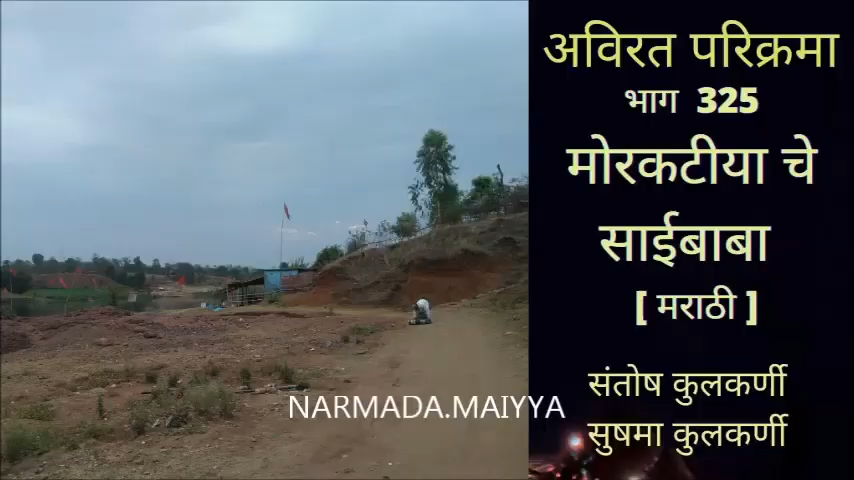 अविरत परिक्रमा
भाग 325
मोरकटीया चे
साईबाबा
[ मराठी ]
संतोष कुलकर्णी
सुषमा कुलकर्णी
NARMADA.MAIYYA